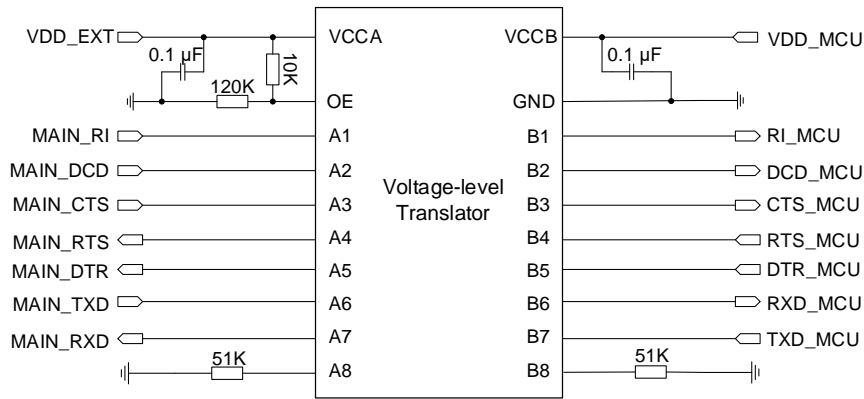 VDD_EXT VCCA VCCB VDD_MCU
0.1 µF 10K 0.1 µF
120K
OE GND
MAIN_RI A1 B1 RI_MCU
MAIN_DCD A2 B2 DCD_MCU
MAIN_CTS A3 B3 CTS_MCU
Voltage-level
Translator
MAIN_RTS A4 B4 RTS_MCU
MAIN_DTR A5 B5 DTR_MCU
MAIN_TXD A6 B6 RXD_MCU
MAIN_RXD A7 B7 TXD_MCU
51K 51K
A8 B8